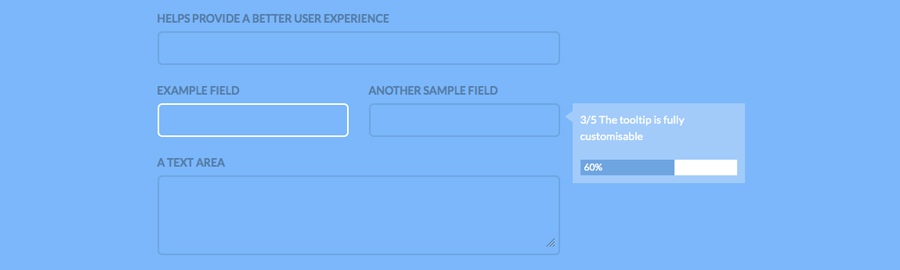 HELPS PROVIDE A BETTER USER EXPERIENCE
EXAMPLE FIELD
ANOTHER SAMPLE FIELD
3/5 The tooltip is fully
customisable
60%
A TEXT AREA